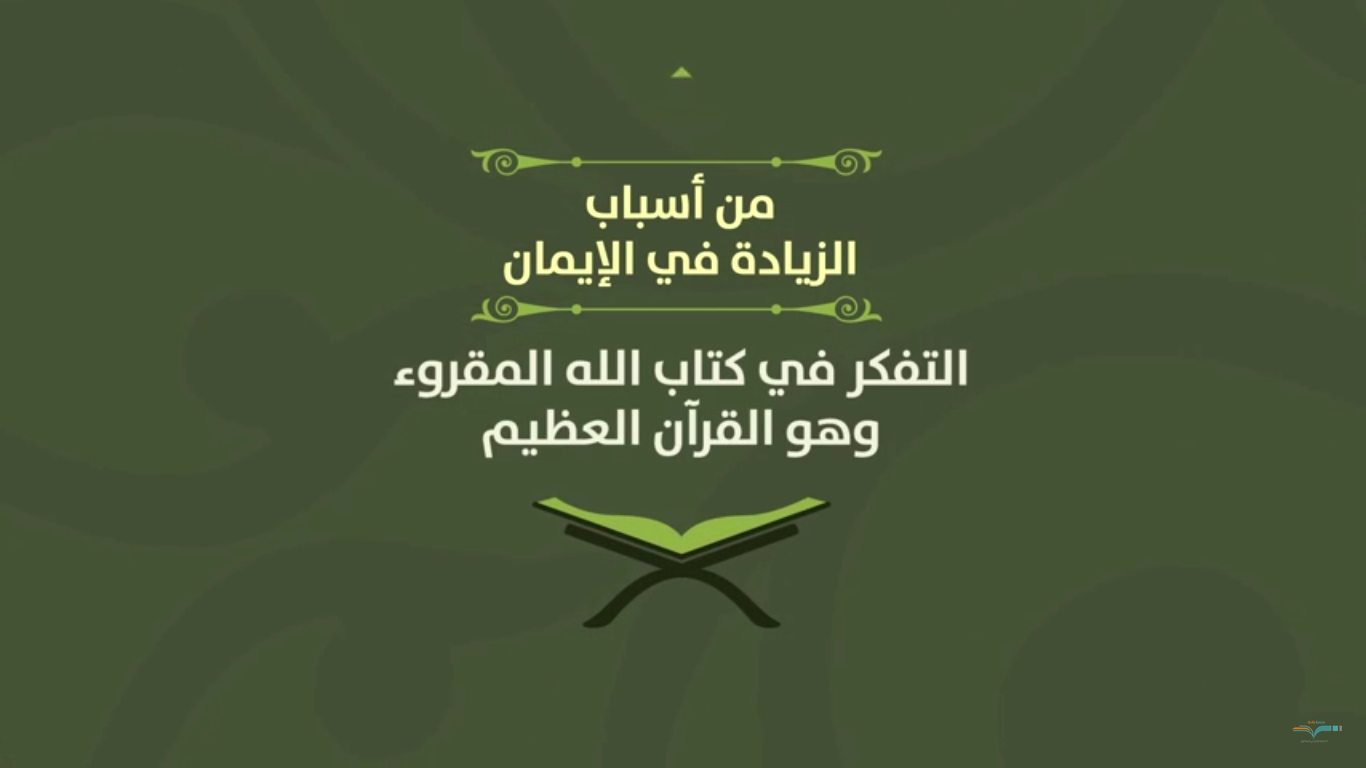 من أسباب
الزيادة في الإيمان
التفكر في كتاب الله المقروء
وهو القرآن العظيم